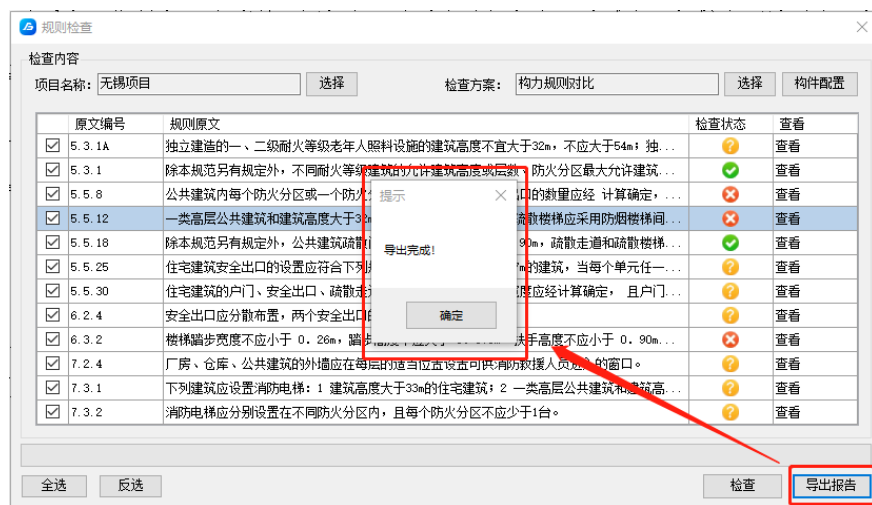 规则检查
检查内容
项目名称: 无锡项目 选择 检查方案: 构力规则对比 选择 构件配置
原文编号 规则原文 检查状态 查看
5.3.1A 独立建造的一、二级耐火等级老年人照料设施的建筑高度不宜大于32m，不应大于54m；独... 查看
5.3.1 除本规范另有规定外，不同耐火等级建筑的允许建筑高度或层数、防火分区最大允许建筑... 查看
5.5.8 公共建筑内每个防火分区或一个防火 口的数量应经 计算确定，... 查看
5.5.12 一类高层公共建筑和建筑高度大于32m 疏散楼梯应采用防烟楼梯间... 查看
5.5.18 除本规范另有规定外，公共建筑疏散 90m，疏散走道和疏散楼梯... 查看
5.5.25 住宅建筑安全出口的设置应符合下列 m的建筑，当每个单元任一... 查看
5.5.30 住宅建筑的户门、安全出口、疏散走 度应经计算确定， 且户门... 查看
6.2.4 安全出口应分散布置，两个安全出口的 查看
6.3.2 楼梯踏步宽度不应小于 0.26m，踏步 扶手高度不应小于 0.90m... 查看
7.2.4 厂房、仓库、公共建筑的外墙应在每层的适当位置设置可供消防救援人员进入的窗口。 查看
7.3.1 下列建筑应设置消防电梯：1 建筑高度大于33m的住宅建筑；2 一类高层公共建筑和建筑高... 查看
7.3.2 消防电梯应分别设置在不同防火分区内，且每个防火分区不应少于1台。 查看
提示
导出完成!
确定
全选 反选 检查 导出报告